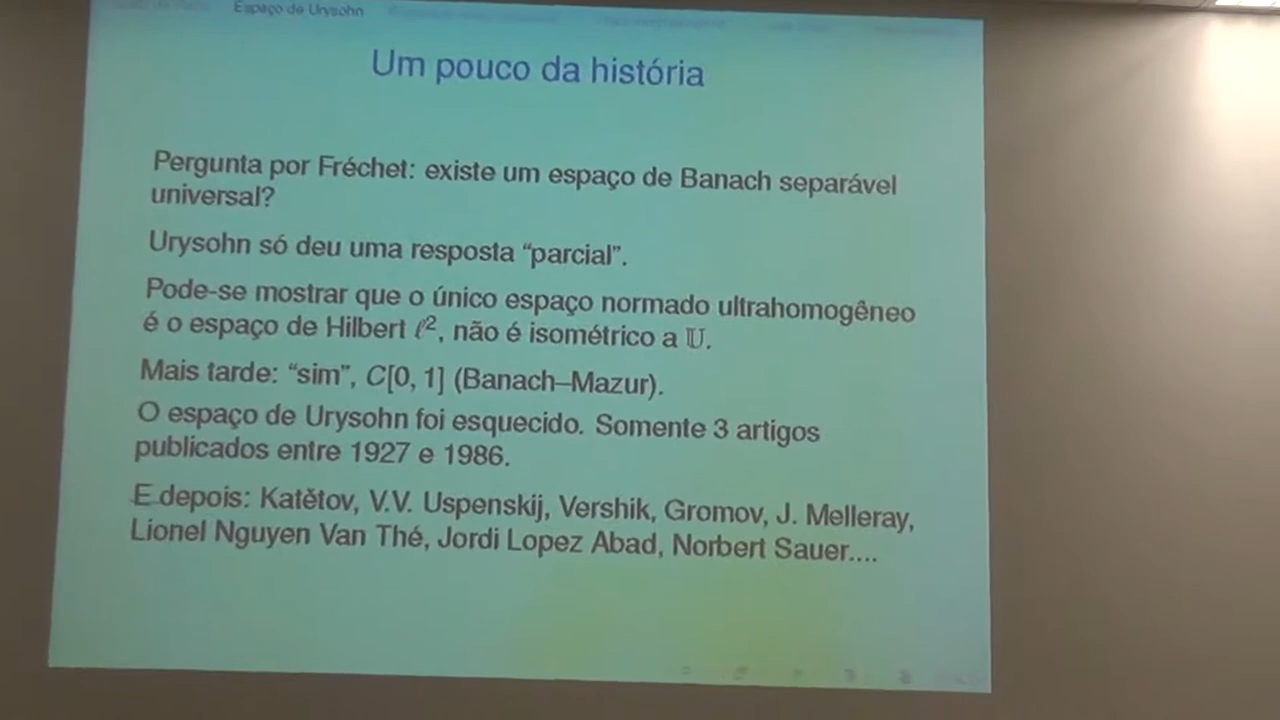 Espaço de Urysohn
Um pouco da história
Pergunta por Fréchet: existe um espaço de Banach separável
universal?
Urysohn só deu uma resposta “parcial”.
Pode-se mostrar que o único espaço normado ultrahomogêneo
é o espaço de Hilbert ℓ², não é isométrico a 𝕌.
Mais tarde: “sim”, C[0, 1] (Banach–Mazur).
O espaço de Urysohn foi esquecido. Somente 3 artigos
publicados entre 1927 e 1986.
E depois: Katětov, V.V. Uspenskij, Vershik, Gromov, J. Melleray,
Lionel Nguyen Van Thé, Jordi Lopez Abad, Norbert Sauer....